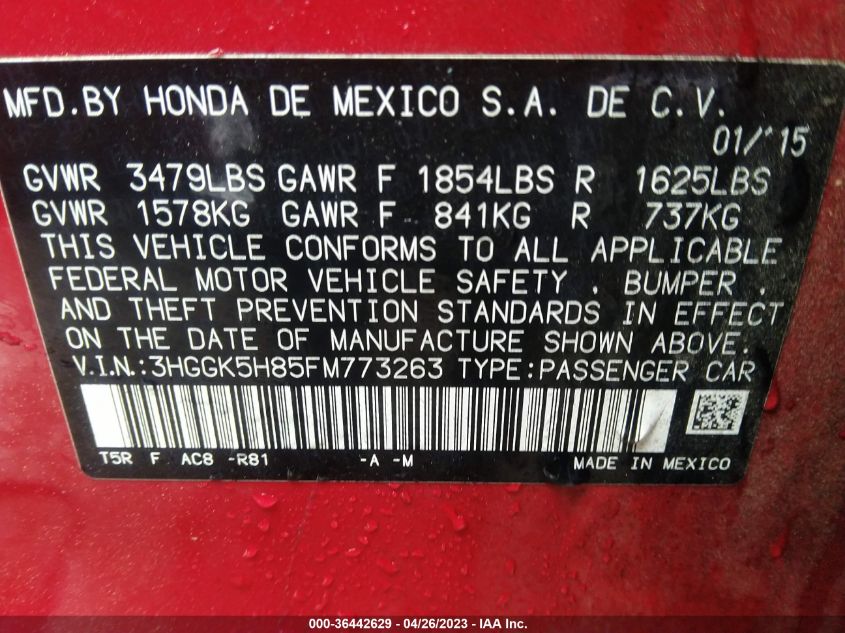 MFD.BY HONDA DE MEXICO S.A. DE C.V.
01/15
GVWR 3479LBS GAWR F 1854LBS R 1625LBS
GVWR 1578KG GAWR F 841KG R 737KG
THIS VEHICLE CONFORMS TO ALL APPLICABLE
FEDERAL MOTOR VEHICLE SAFETY , BUMPER ,
AND THEFT PREVENTION STANDARDS IN EFFECT
ON THE DATE OF MANUFACTURE SHOWN ABOVE.
V.I.N.:3HGGK5H85FM773263 TYPE:PASSENGER CAR
T5R F AC8 -R81 -A -M MADE IN MEXICO
000-36442629 - 04/26/2023 - IAA Inc.